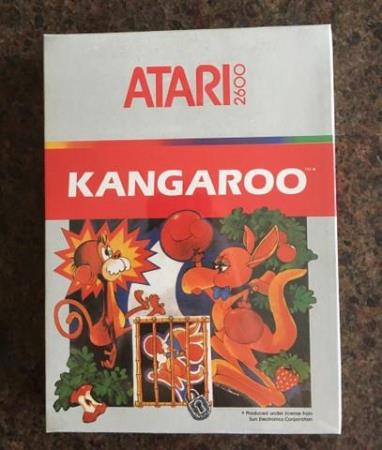 ATARI 2600
KANGAROO™*
* Produced under license from
Sun Electronics Corporation